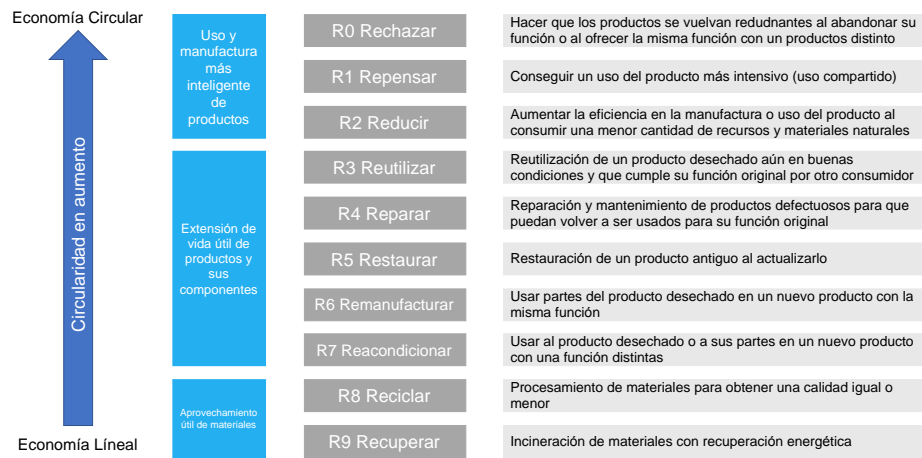 Economía Circular
Circularidad en aumento
Economía Líneal
Uso y
manufactura
más
inteligente
de
productos
R0 Rechazar
Hacer que los productos se vuelvan redudnantes al abandonar su
función o al ofrecer la misma función con un productos distinto
R1 Repensar
Conseguir un uso del producto más intensivo (uso compartido)
R2 Reducir
Aumentar la eficiencia en la manufactura o uso del producto al
consumir una menor cantidad de recursos y materiales naturales
Extensión de
vida útil de
productos y
sus
componentes
R3 Reutilizar
Reutilización de un producto desechado aún en buenas
condiciones y que cumple su función original por otro consumidor
R4 Reparar
Reparación y mantenimiento de productos defectuosos para que
puedan volver a ser usados para su función original
R5 Restaurar
Restauración de un producto antiguo al actualizarlo
R6 Remanufacturar
Usar partes del producto desechado en un nuevo producto con la
misma función
R7 Reacondicionar
Usar al producto desechado o a sus partes en un nuevo producto
con una función distintas
Aprovechamiento
útil de materiales
R8 Reciclar
Procesamiento de materiales para obtener una calidad igual o
menor
R9 Recuperar
Incineración de materiales con recuperación energética